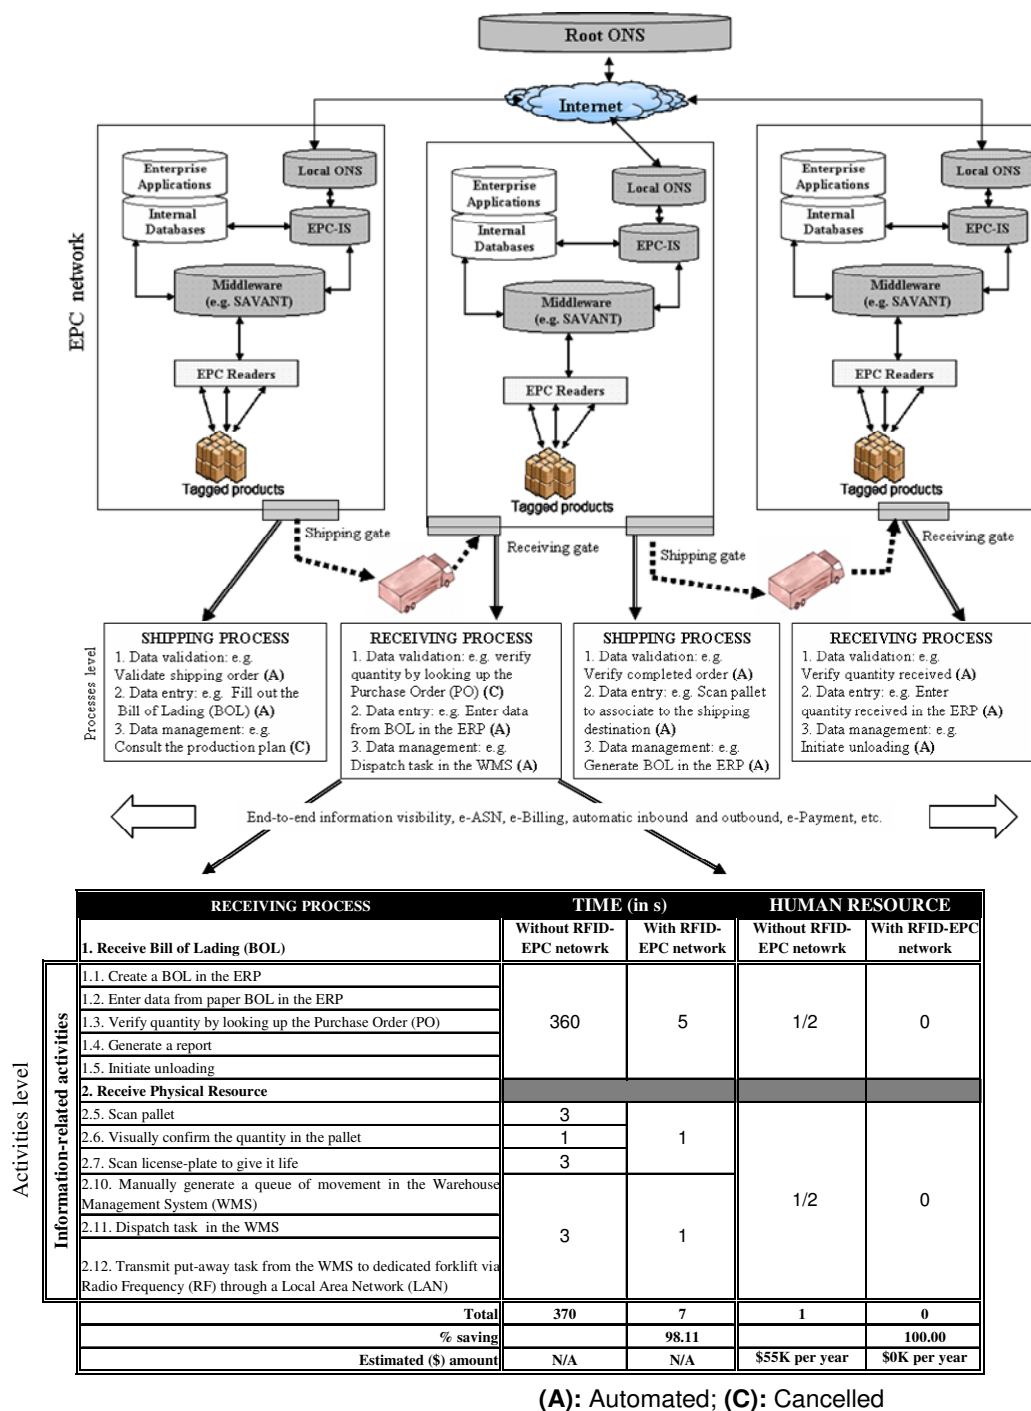 Root ONS
Internet
EPC network
Enterprise
Applications
Internal
Databases
Local ONS
EPC-IS
Middleware
(e.g. SAVANT)
EPC Readers
Tagged products
Enterprise
Applications
Internal
Databases
Local ONS
EPC-IS
Middleware
(e.g. SAVANT)
EPC Readers
Tagged products
Enterprise
Applications
Internal
Databases
Local ONS
EPC-IS
Middleware
(e.g. SAVANT)
EPC Readers
Tagged products
Shipping gate
Receiving gate
Shipping gate
Receiving gate
Processes level
SHIPPING PROCESS
1. Data validation: e.g.
Validate shipping order (A)
2. Data entry: e.g. Fill out the
Bill of Lading (BOL) (A)
3. Data management: e.g.
Consult the production plan (C)
RECEIVING PROCESS
1. Data validation: e.g. verify
quantity by looking up the
Purchase Order (PO) (C)
2. Data entry: e.g. Enter data
from BOL in the ERP (A)
3. Data management: e.g.
Dispatch task in the WMS (A)
SHIPPING PROCESS
1. Data validation: e.g.
Verify completed order (A)
2. Data entry: e.g. Scan pallet
to associate to the shipping
destination (A)
3. Data management: e.g.
Generate BOL in the ERP (A)
RECEIVING PROCESS
1. Data validation: e.g.
Verify quantity received (A)
2. Data entry: e.g. Enter
quantity received in the ERP (A)
3. Data management: e.g.
Initiate unloading (A)
End-to-end information visibility, e-ASN, e-Billing, automatic inbound and outbound, e-Payment, etc.
Activities level
Information-related activities
RECEIVING PROCESS TIME (in s) HUMAN RESOURCE
1. Receive Bill of Lading (BOL)
Without RFID-
EPC netowrk
With RFID-
EPC network
Without RFID-
EPC netowrk
With RFID-EPC
network
1.1. Create a BOL in the ERP
1.2. Enter data from paper BOL in the ERP
1.3. Verify quantity by looking up the Purchase Order (PO) 360 5 1/2 0
1.4. Generate a report
1.5. Initiate unloading
2. Receive Physical Resource
2.5. Scan pallet 3
2.6. Visually confirm the quantity in the pallet 1 1
2.7. Scan license-plate to give it life 3
2.10. Manually generate a queue of movement in the Warehouse
Management System (WMS) 1/2 0
2.11. Dispatch task in the WMS 3 1
2.12. Transmit put-away task from the WMS to dedicated forklift via
Radio Frequency (RF) through a Local Area Network (LAN)
Total 370 7 1 0
% saving 98.11 100.00
Estimated ($) amount N/A N/A $55K per year $0K per year
(A): Automated; (C): Cancelled